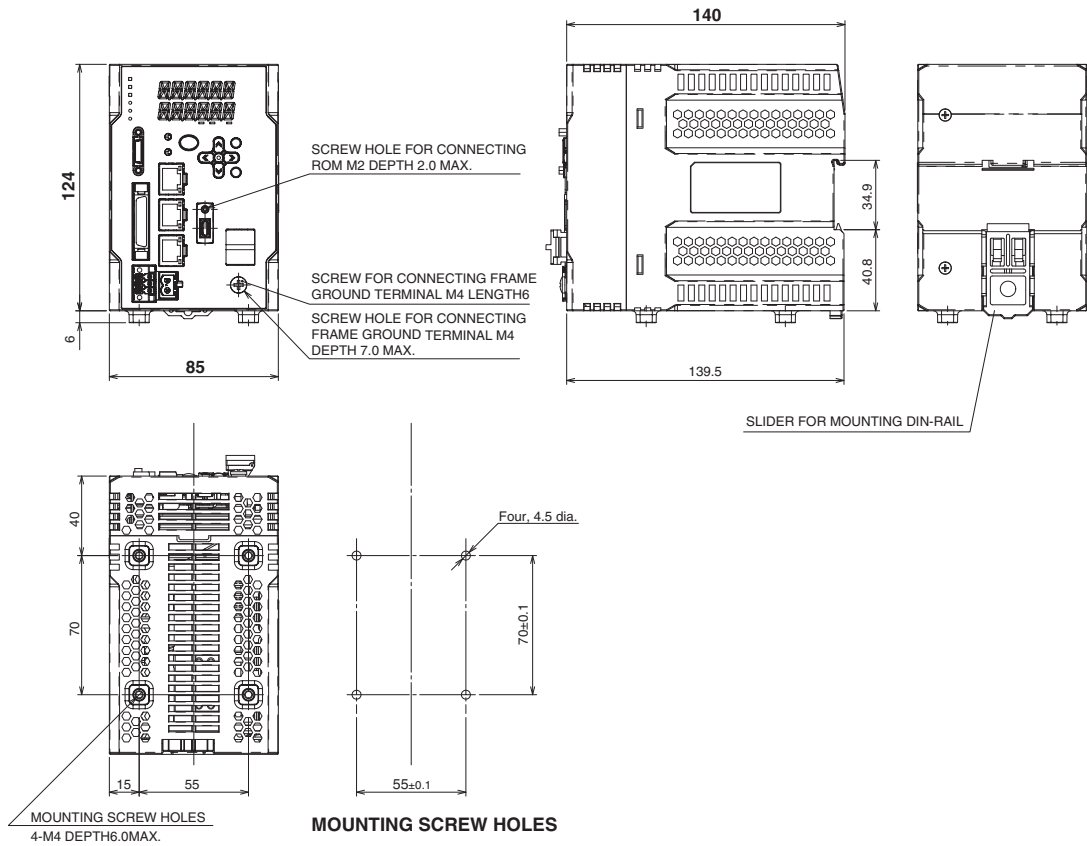 140
124
SCREW HOLE FOR CONNECTING
ROM M2 DEPTH 2.0 MAX.
34.9
40.8
SCREW FOR CONNECTING FRAME
GROUND TERMINAL M4 LENGTH6
SCREW HOLE FOR CONNECTING
FRAME GROUND TERMINAL M4
DEPTH 7.0 MAX.
6
85
139.5
SLIDER FOR MOUNTING DIN-RAIL
40
70
Four, 4.5 dia.
70±0.1
15
55
55±0.1
MOUNTING SCREW HOLES
4-M4 DEPTH6.0MAX.
MOUNTING SCREW HOLES